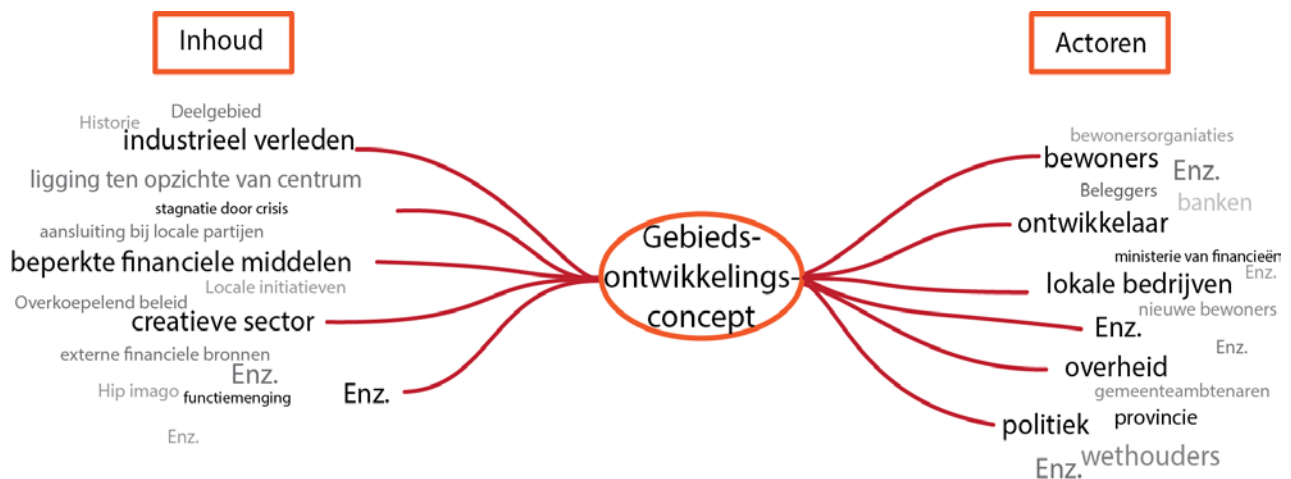 Inhoud
Deelgebied
Historie
industrieel verleden
ligging ten opzichte van centrum
stagnatie door crisis
aansluiting bij locale partijen
beperkte financiele middelen
Locale initiatieven
Overkoepelend beleid
creatieve sector
externe financiele bronnen
Enz.
Hip imago
functiemenging
Enz.
Enz.
Gebieds-
ontwikkelings-
concept
Actoren
bewonersorganiaties
bewoners
Enz.
Beleggers
banken
ontwikkelaar
ministerie van financieën
Enz.
lokale bedrijven
nieuwe bewoners
Enz.
Enz.
overheid
gemeenteambtenaren
provincie
politiek
wethouders
Enz.